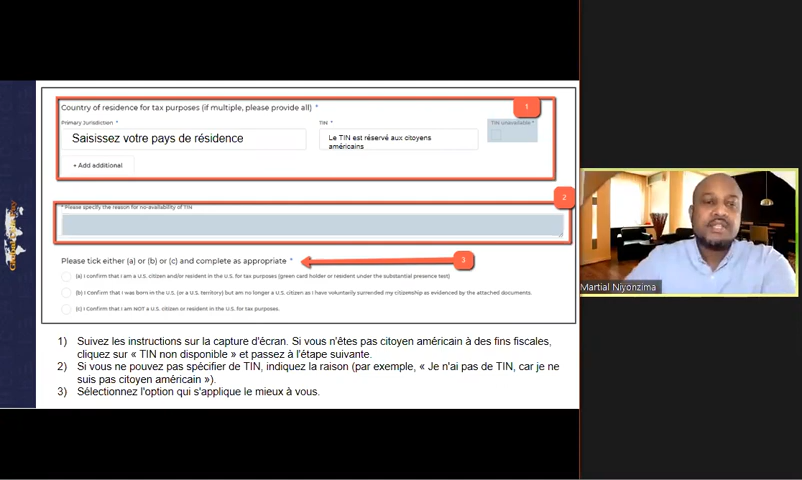 Country of residence for tax purposes (if multiple, please provide all) *
1
Primary Jurisdiction *
TIN *
TIN unavailable *
Saisissez votre pays de résidence
Le TIN est réservé aux citoyens
américains
+ Add additional
2
* Please specify the reason for no-availability of TIN
Please tick either (a) or (b) or (c) and complete as appropriate *
3
(a) I confirm that I am a U.S. citizen and/or resident in the U.S. for tax purposes (green card holder or resident under the substantial presence test)
(b) I Confirm that I was born in the U.S. (or a U.S. territory) but am no longer a U.S. citizen as I have voluntarily surrendered my citizenship as evidenced by the attached documents.
(c) I Confirm that I am NOT a U.S. citizen or resident in the U.S. for tax purposes.
Martial Niyonzima
1) Suivez les instructions sur la capture d'écran. Si vous n'êtes pas citoyen américain à des fins fiscales,
cliquez sur « TIN non disponible » et passez à l'étape suivante.
2) Si vous ne pouvez pas spécifier de TIN, indiquez la raison (par exemple, « Je n'ai pas de TIN, car je ne
suis pas citoyen américain »).
3) Sélectionnez l'option qui s'applique le mieux à vous.